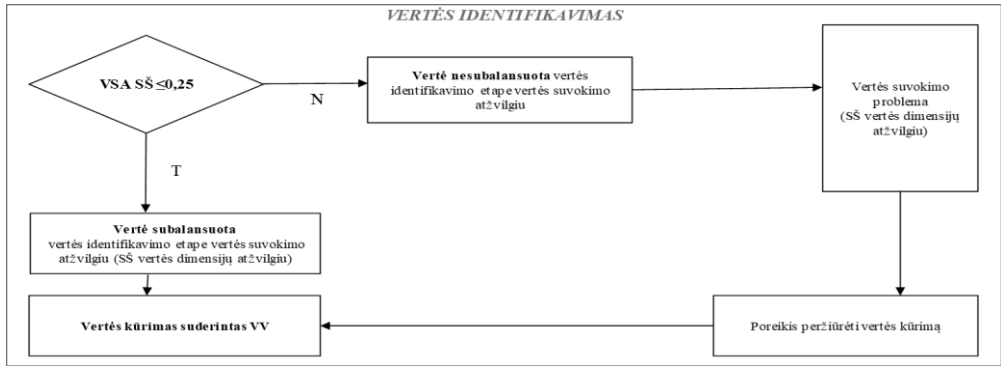 VERTĖS IDENTIFIKAVIMAS
VSA SŠ ≤0,25
N
Vertė nesubalansuota vertės
identifikavimo etape vertės suvokimo
atžvilgiu
Vertės suvokimo
problema
(SŠ vertės dimensijų
atžvilgiu)
T
Vertė subalansuota
vertės identifikavimo etape vertės suvokimo
atžvilgiu (SŠ vertės dimensijų atžvilgiu)
Vertės kūrimas suderintas VV
Poreikis peržiūrėti vertės kūrimą